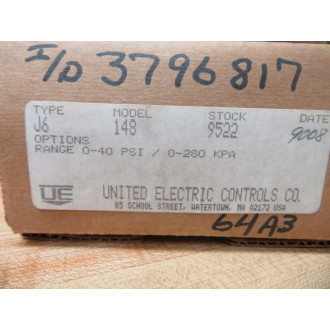 I/D 3796817
TYPE MODEL STOCK DATE
J6 148 9522 9008
OPTIONS
RANGE 0-40 PSI / 0-280 KPA
UE UNITED ELECTRIC CONTROLS CO.
85 SCHOOL STREET, WATERTOWN, MA 02172 USA
64A3